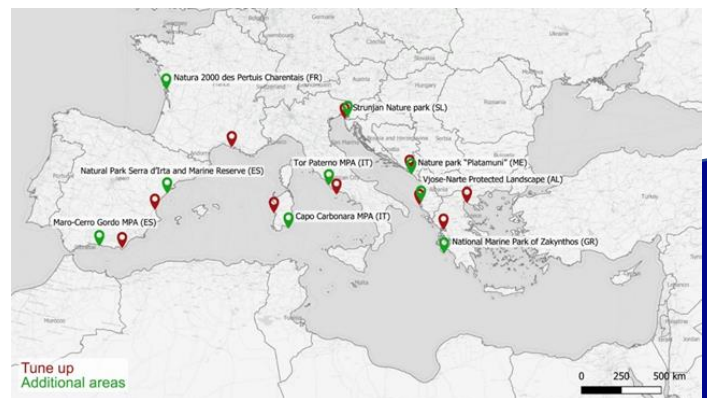 Natura 2000 des Pertuis Charentais (FR)
Strunjan Nature park (SL)
Tor Paterno MPA (IT)
Nature park "Platamuni" (ME)
Natural Park Serra d'Irta and Marine Reserve (ES)
Vjose-Narte Protected Landscape (AL)
Maro-Cerro Gordo MPA (ES)
Capo Carbonara MPA (IT)
National Marine Park of Zakynthos (GR)
Tune up
Additional areas
0 250 500 km